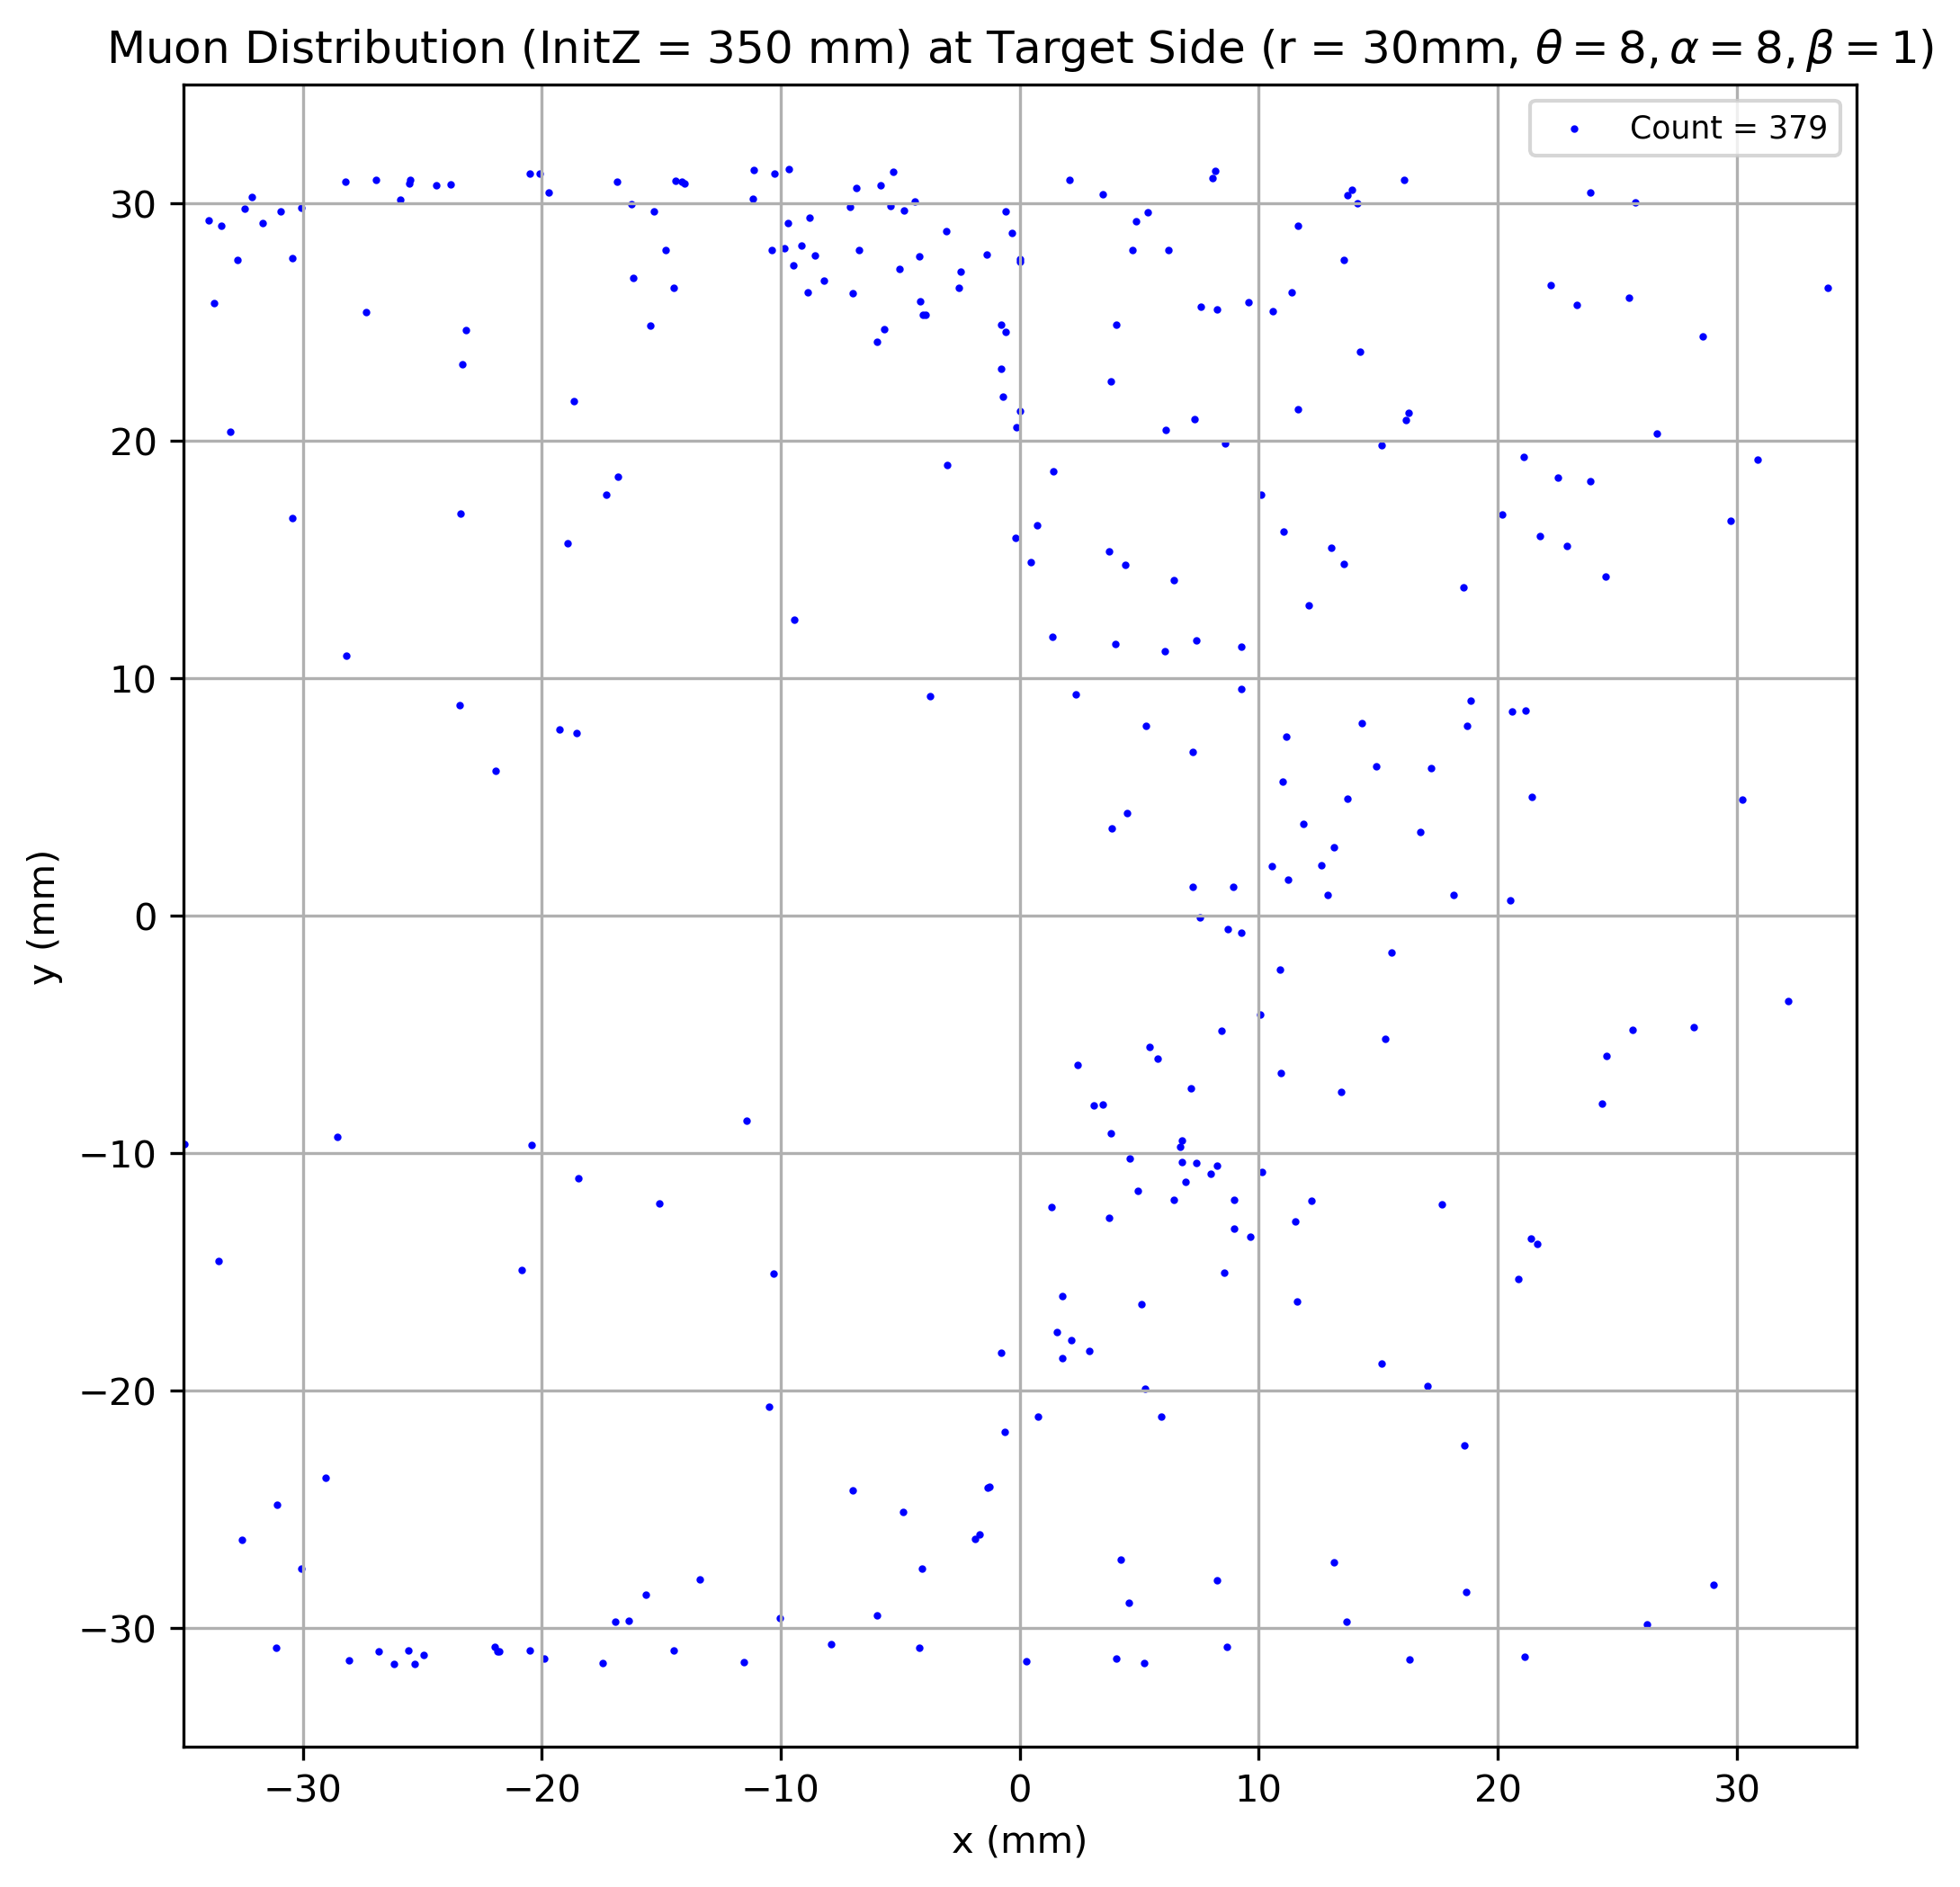 Muon Distribution (InitZ = 350 mm) at Target Side (r = 30mm, θ = 8, α = 8, β = 1)
Count = 379
30
20
10
0
−10
−20
−30
y (mm)
−30 −20 −10 0 10 20 30
x (mm)